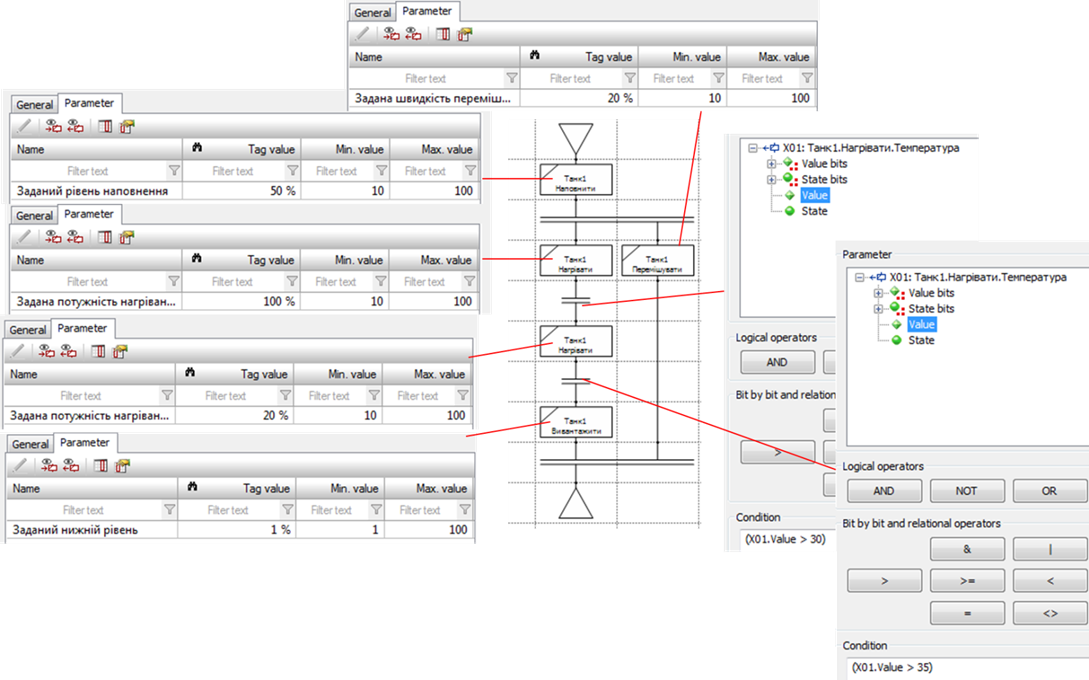 General Parameter
Name Tag value Min. value Max. value
Filter text Filter text Filter text Filter text
Задана швидкість переміш... 20 % 10 100
General Parameter
Name Tag value Min. value Max. value
Filter text Filter text Filter text Filter text
Заданий рівень наповнення 50 % 10 100
General Parameter
Name Tag value Min. value Max. value
Filter text Filter text Filter text Filter text
Задана потужність нагріван... 100 % 10 100
General Parameter
Name Tag value Min. value Max. value
Filter text Filter text Filter text Filter text
Задана потужність нагріван... 20 % 10 100
General Parameter
Name Tag value Min. value Max. value
Filter text Filter text Filter text Filter text
Заданий нижній рівень 1 % 1 100
Танк1
Наповнити
Танк1
Нагрівати
Танк1
Перемішувати
Танк1
Нагрівати
Танк1
Вивантажити
X01: Танк1.Нагрівати.Температура
Value bits
State bits
Value
State
Logical operators
AND
Bit by bit and relation
>
Condition
(X01.Value > 30)
Parameter
X01: Танк1.Нагрівати.Температура
Value bits
State bits
Value
State
Logical operators
AND NOT OR
Bit by bit and relational operators
& |
> >= <
= <>
Condition
(X01.Value > 35)